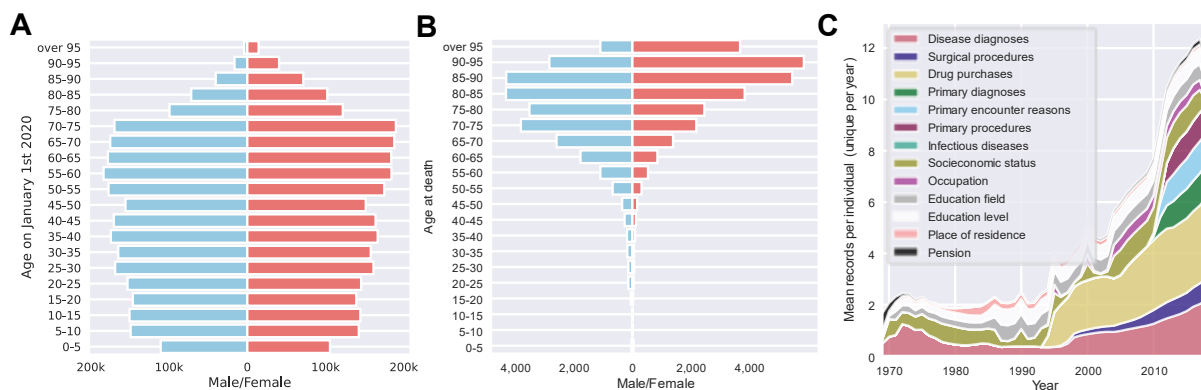 A
over 95
90-95
85-90
80-85
75-80
70-75
65-70
60-65
55-60
50-55
45-50
40-45
35-40
30-35
25-30
20-25
15-20
10-15
5-10
0-5
Age on January 1st 2020
200k 100k 0 100k 200k
Male/Female
B
over 95
90-95
85-90
80-85
75-80
70-75
65-70
60-65
55-60
50-55
45-50
40-45
35-40
30-35
25-30
20-25
15-20
10-15
5-10
0-5
Age at death
4,000 2,000 0 2,000 4,000
Male/Female
C
Disease diagnoses
Surgical procedures
Drug purchases
Primary diagnoses
Primary encounter reasons
Primary procedures
Infectious diseases
Socieconomic status
Occupation
Education field
Education level
Place of residence
Pension
12
10
8
6
4
2
0
Mean records per individual (unique per year)
1970 1980 1990 2000 2010
Year